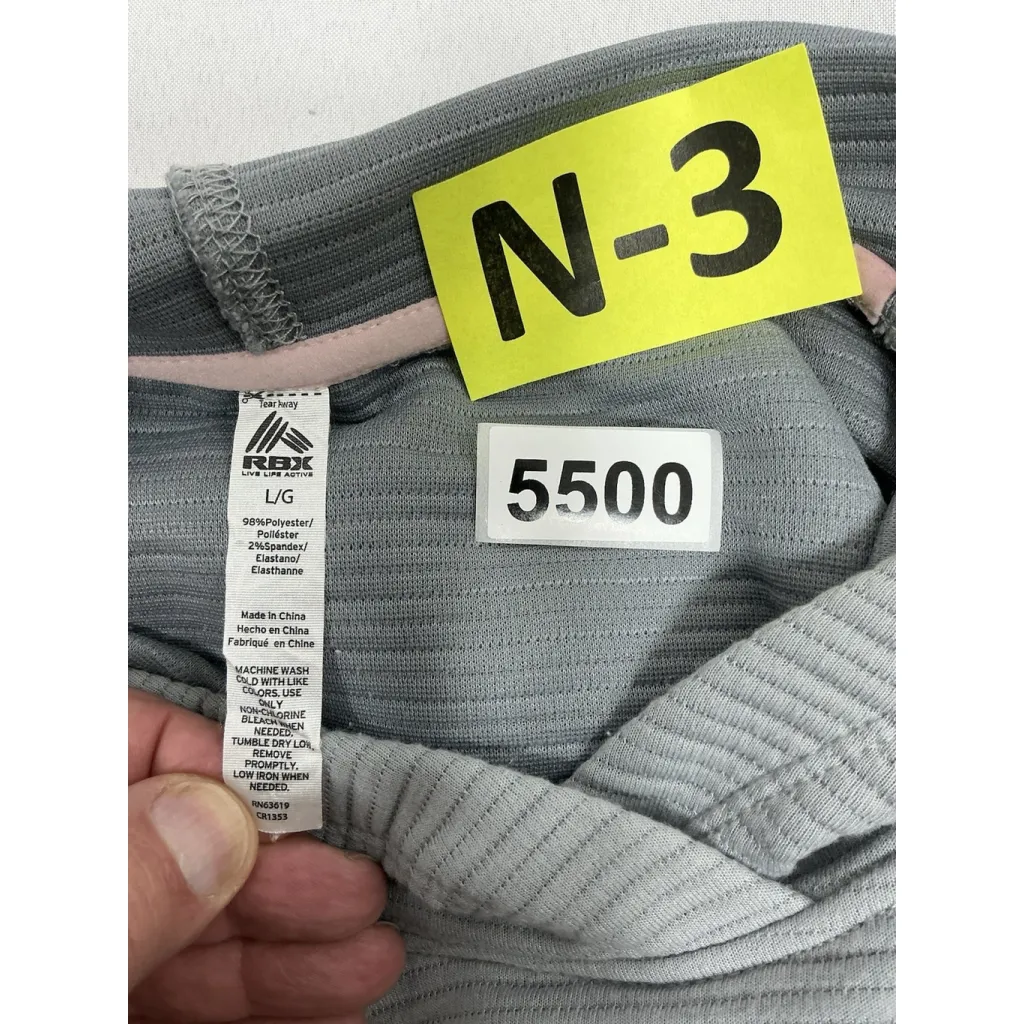 N-3
5500
Tear Away
RBX
LIVE LIFE ACTIVE
L/G
98%Polyester/
Poliéster
2%Spandex/
Elastano/
Elasthanne
Made in China
Hecho en China
Fabriqué en Chine
MACHINE WASH
COLD WITH LIKE
COLORS. USE
ONLY
NON-CHLORINE
BLEACH WHEN
NEEDED.
TUMBLE DRY LOW.
REMOVE
PROMPTLY.
LOW IRON WHEN
NEEDED.
RN63619
CR1353